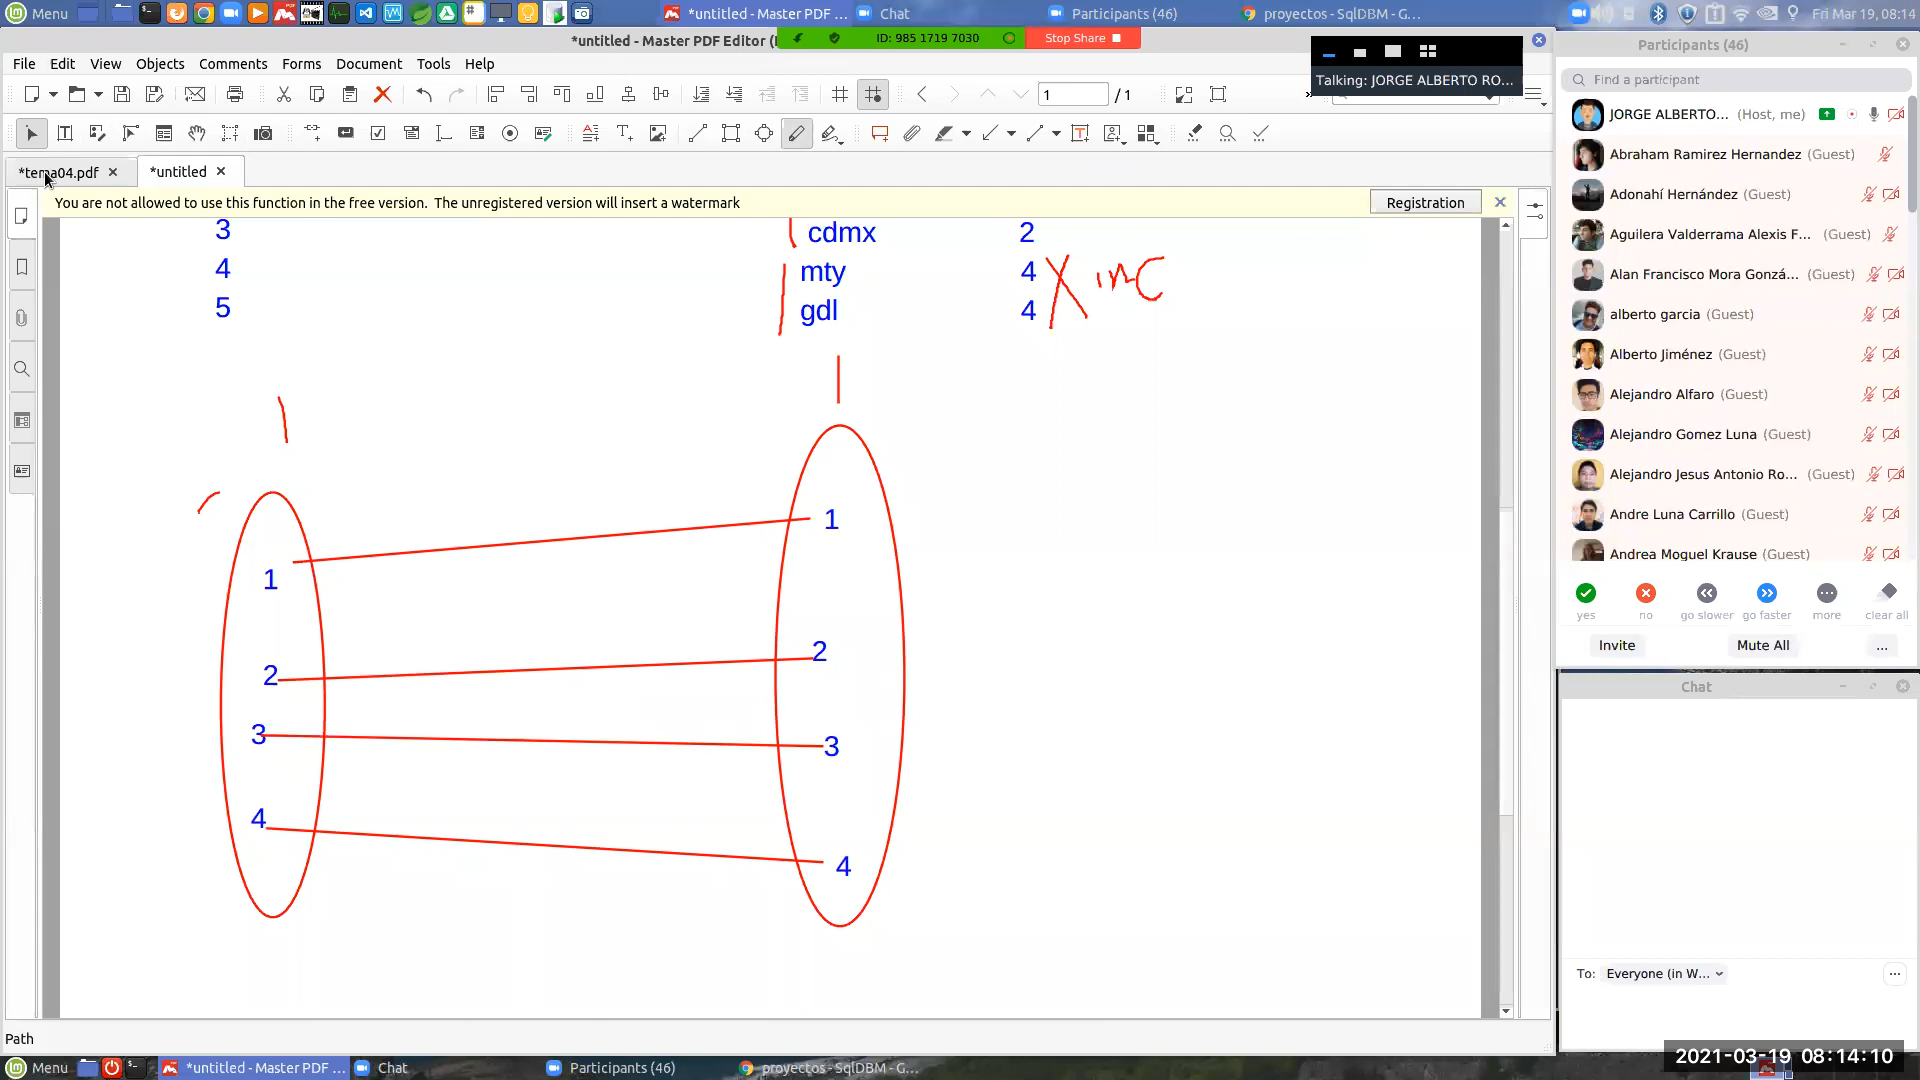 Menu
*untitled - Master PDF ...
Chat
Participants (46)
proyectos - SqlDBM - G...
Fri Mar 19, 08:14
*untitled - Master PDF Editor (
ID: 985 1719 7030
Stop Share
File Edit View Objects Comments Forms Document Tools Help
Talking: JORGE ALBERTO RO...
1 / 1
*tema04.pdf
*untitled
You are not allowed to use this function in the free version. The unregistered version will insert a watermark
Registration
3 cdmx 2
4 mty 4 X inC
5 gdl 4
1 1
1 1
2 2
3 3
4 4
Path
Participants (46)
Find a participant
JORGE ALBERTO... (Host, me)
Abraham Ramirez Hernandez (Guest)
Adonahí Hernández (Guest)
Aguilera Valderrama Alexis F... (Guest)
Alan Francisco Mora Gonzá... (Guest)
alberto garcia (Guest)
Alberto Jiménez (Guest)
Alejandro Alfaro (Guest)
Alejandro Gomez Luna (Guest)
Alejandro Jesus Antonio Ro... (Guest)
Andre Luna Carrillo (Guest)
Andrea Moguel Krause (Guest)
yes no go slower go faster more clear all
Invite Mute All ...
Chat
To: Everyone (in W...
Menu
*untitled - Master PDF ...
Chat
Participants (46)
proyectos - SqlDBM - G...
2021-03-19 08:14:10